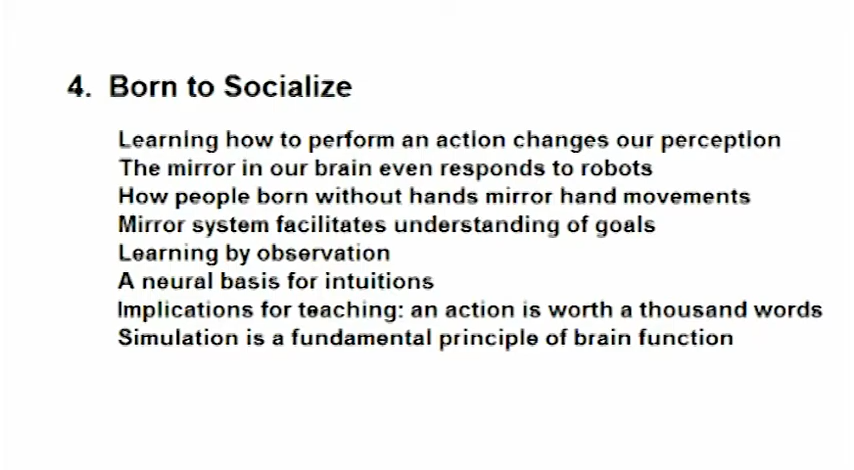 4. Born to Socialize
Learning how to perform an action changes our perception
The mirror in our brain even responds to robots
How people born without hands mirror hand movements
Mirror system facilitates understanding of goals
Learning by observation
A neural basis for intuitions
Implications for teaching: an action is worth a thousand words
Simulation is a fundamental principle of brain function